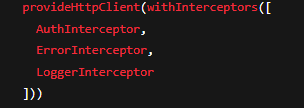 provideHttpClient(withInterceptors([
AuthInterceptor,
ErrorInterceptor,
LoggerInterceptor
]))